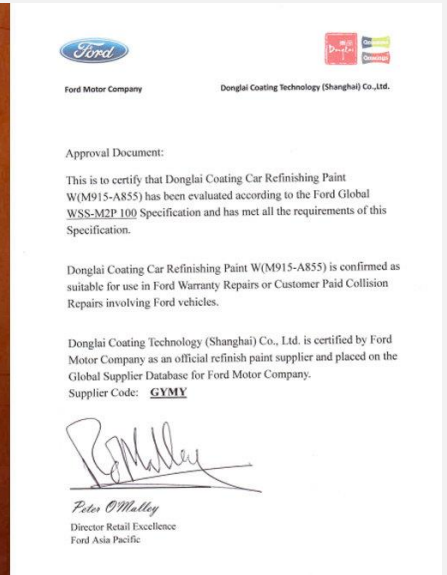 Ford
Donglai
Ford Motor Company
Donglai Coating Technology (Shanghai) Co.,Ltd.
Approval Document:
This is to certify that Donglai Coating Car Refinishing Paint
W(M915-A855) has been evaluated according to the Ford Global
WSS-M2P 100 Specification and has met all the requirements of this
Specification.
Donglai Coating Car Refinishing Paint W(M915-A855) is confirmed as
suitable for use in Ford Warranty Repairs or Customer Paid Collision
Repairs involving Ford vehicles.
Donglai Coating Technology (Shanghai) Co., Ltd. is certified by Ford
Motor Company as an official refinish paint supplier and placed on the
Global Supplier Database for Ford Motor Company.
Supplier Code: GYMY
Peter O'Malley
Director Retail Excellence
Ford Asia Pacific